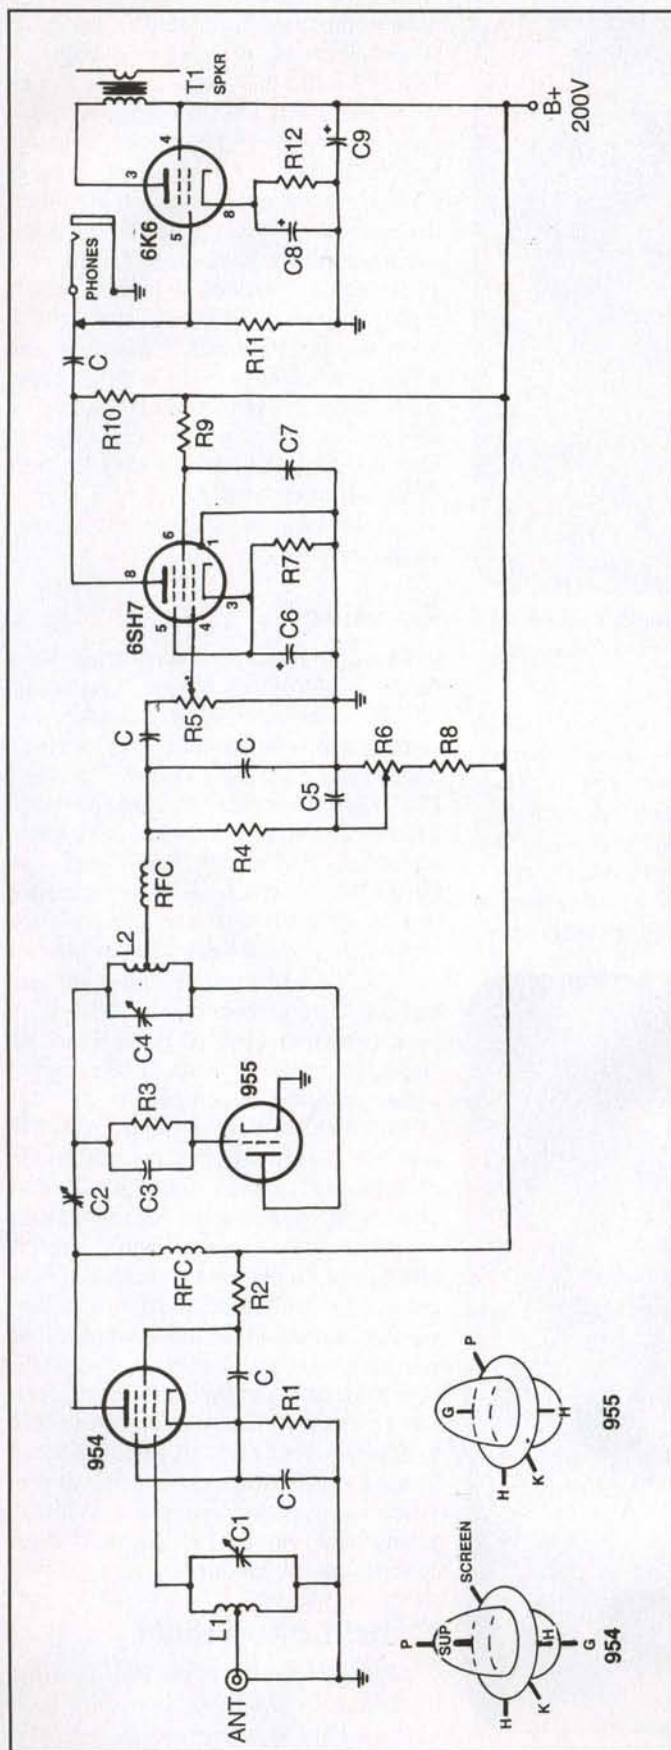 ANT
L1
C1
954
C
R1
C
R2
RFC
C2
C3
R3
955
C4
L2
RFC
R4
C
C
C5
R5
R6
R8
6SH7
5
4
8
6
1
3
C6
R7
C7
R9
R10
C
PHONES
R11
6K6
5
3
4
8
C8
R12
C9
T1
SPKR
B+
200V
P
SUP
SCREEN
H
K
H
G
954
G
P
H
K
H
955